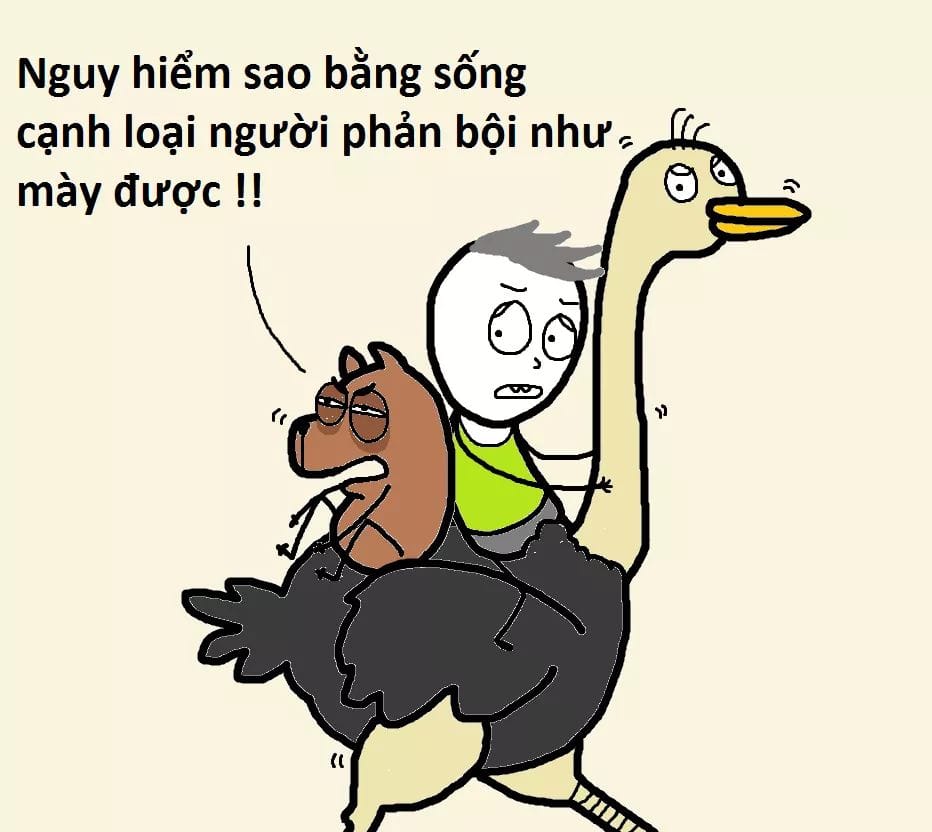 Nguy hiểm sao bằng sống
cạnh loại người phản bội như
mày được !!